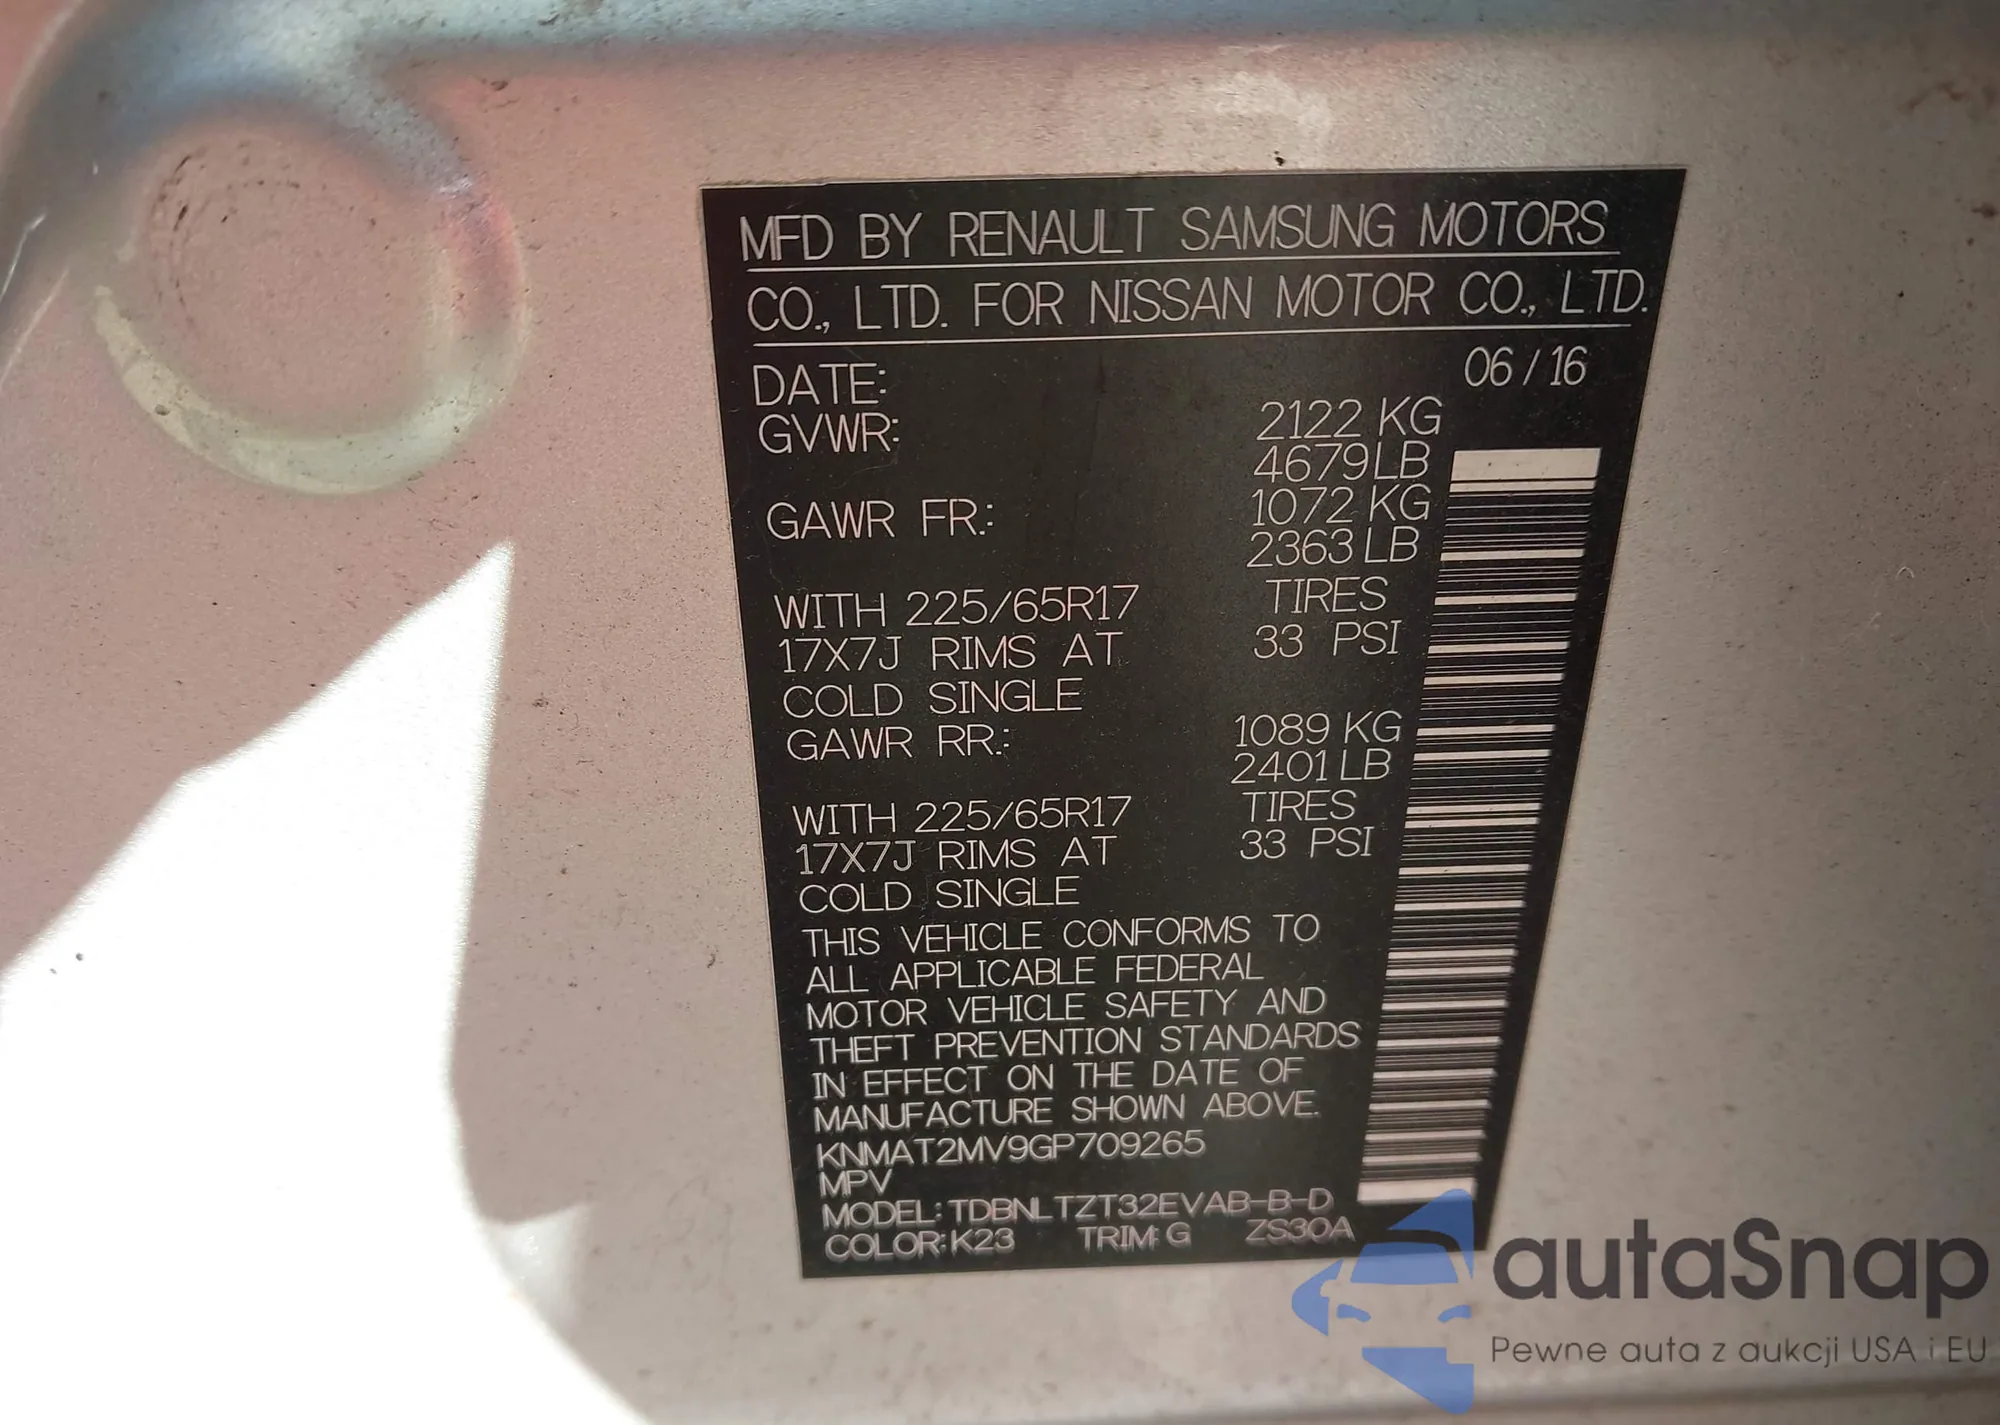 MFD BY RENAULT SAMSUNG MOTORS
CO., LTD. FOR NISSAN MOTOR CO., LTD.
DATE: 06 / 16
GVWR: 2122 KG
4679 LB
GAWR FR.: 1072 KG
2363 LB
WITH 225/65R17 TIRES
17X7J RIMS AT 33 PSI
COLD SINGLE
GAWR RR.: 1089 KG
2401 LB
WITH 225/65R17 TIRES
17X7J RIMS AT 33 PSI
COLD SINGLE
THIS VEHICLE CONFORMS TO
ALL APPLICABLE FEDERAL
MOTOR VEHICLE SAFETY AND
THEFT PREVENTION STANDARDS
IN EFFECT ON THE DATE OF
MANUFACTURE SHOWN ABOVE.
KNMAT2MV9GP709265
MPV
MODEL: TDBNLTZT32EVAB-B-D
COLOR: K23 TRIM: G ZS30A
autaSnap
Pewne auta z aukcji USA i EU